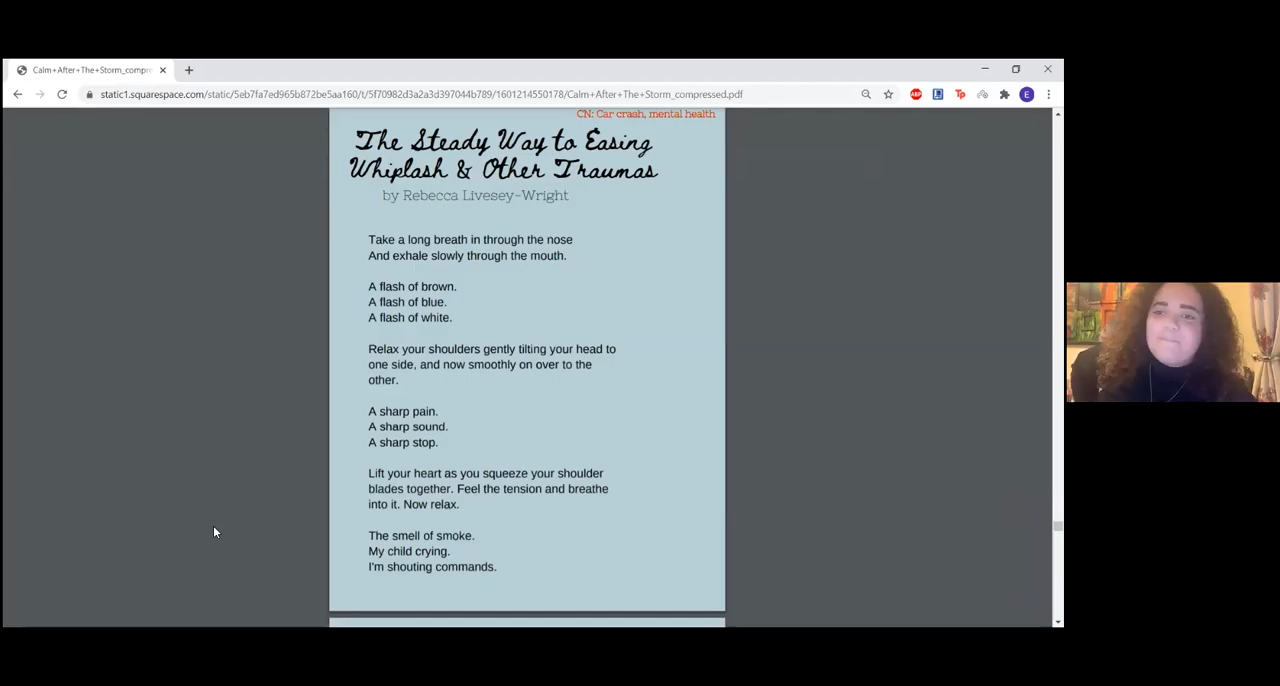 Calm+After+The+Storm_compre
static1.squarespace.com/static/5eb7fa7ed965b872be5aa160/t/5f70982d3a2a3d397044b789/1601214550178/Calm+After+The+Storm_compressed.pdf
ABP
Tp
E
CN: Car crash, mental health
The Steady Way to Easing
Whiplash & Other Traumas
by Rebecca Livesey-Wright
Take a long breath in through the nose
And exhale slowly through the mouth.
A flash of brown.
A flash of blue.
A flash of white.
Relax your shoulders gently tilting your head to
one side, and now smoothly on over to the
other.
A sharp pain.
A sharp sound.
A sharp stop.
Lift your heart as you squeeze your shoulder
blades together. Feel the tension and breathe
into it. Now relax.
The smell of smoke.
My child crying.
I'm shouting commands.